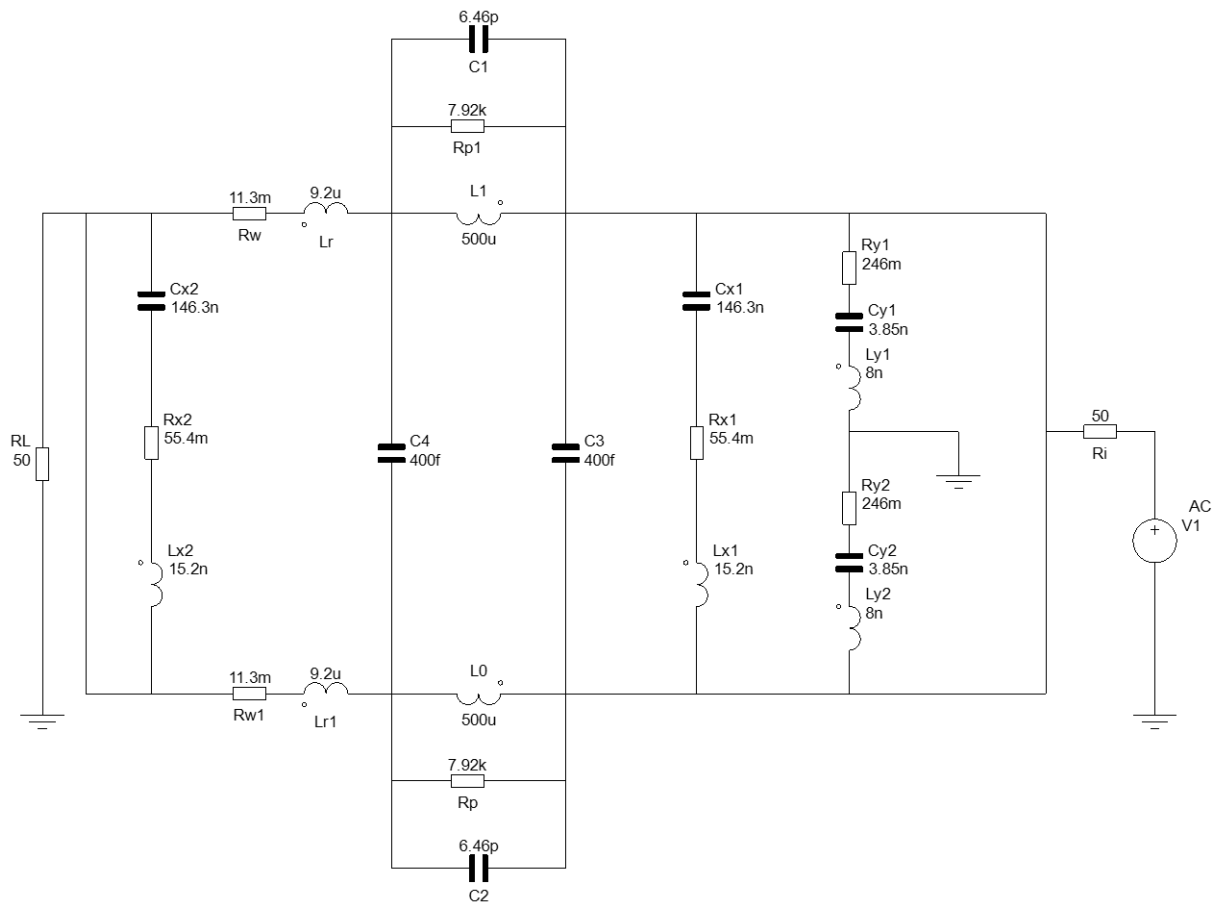 6.46p
C1
7.92k
Rp1
L1
500u
11.3m
Rw
9.2u
Lr
Cx2
146.3n
Cx1
146.3n
Ry1
246m
Cy1
3.85n
Ly1
8n
RL
50
Rx2
55.4m
C4
400f
C3
400f
Rx1
55.4m
50
Ri
Ry2
246m
AC
V1
+
Lx2
15.2n
Lx1
15.2n
Cy2
3.85n
Ly2
8n
11.3m
Rw1
9.2u
Lr1
L0
500u
7.92k
Rp
6.46p
C2